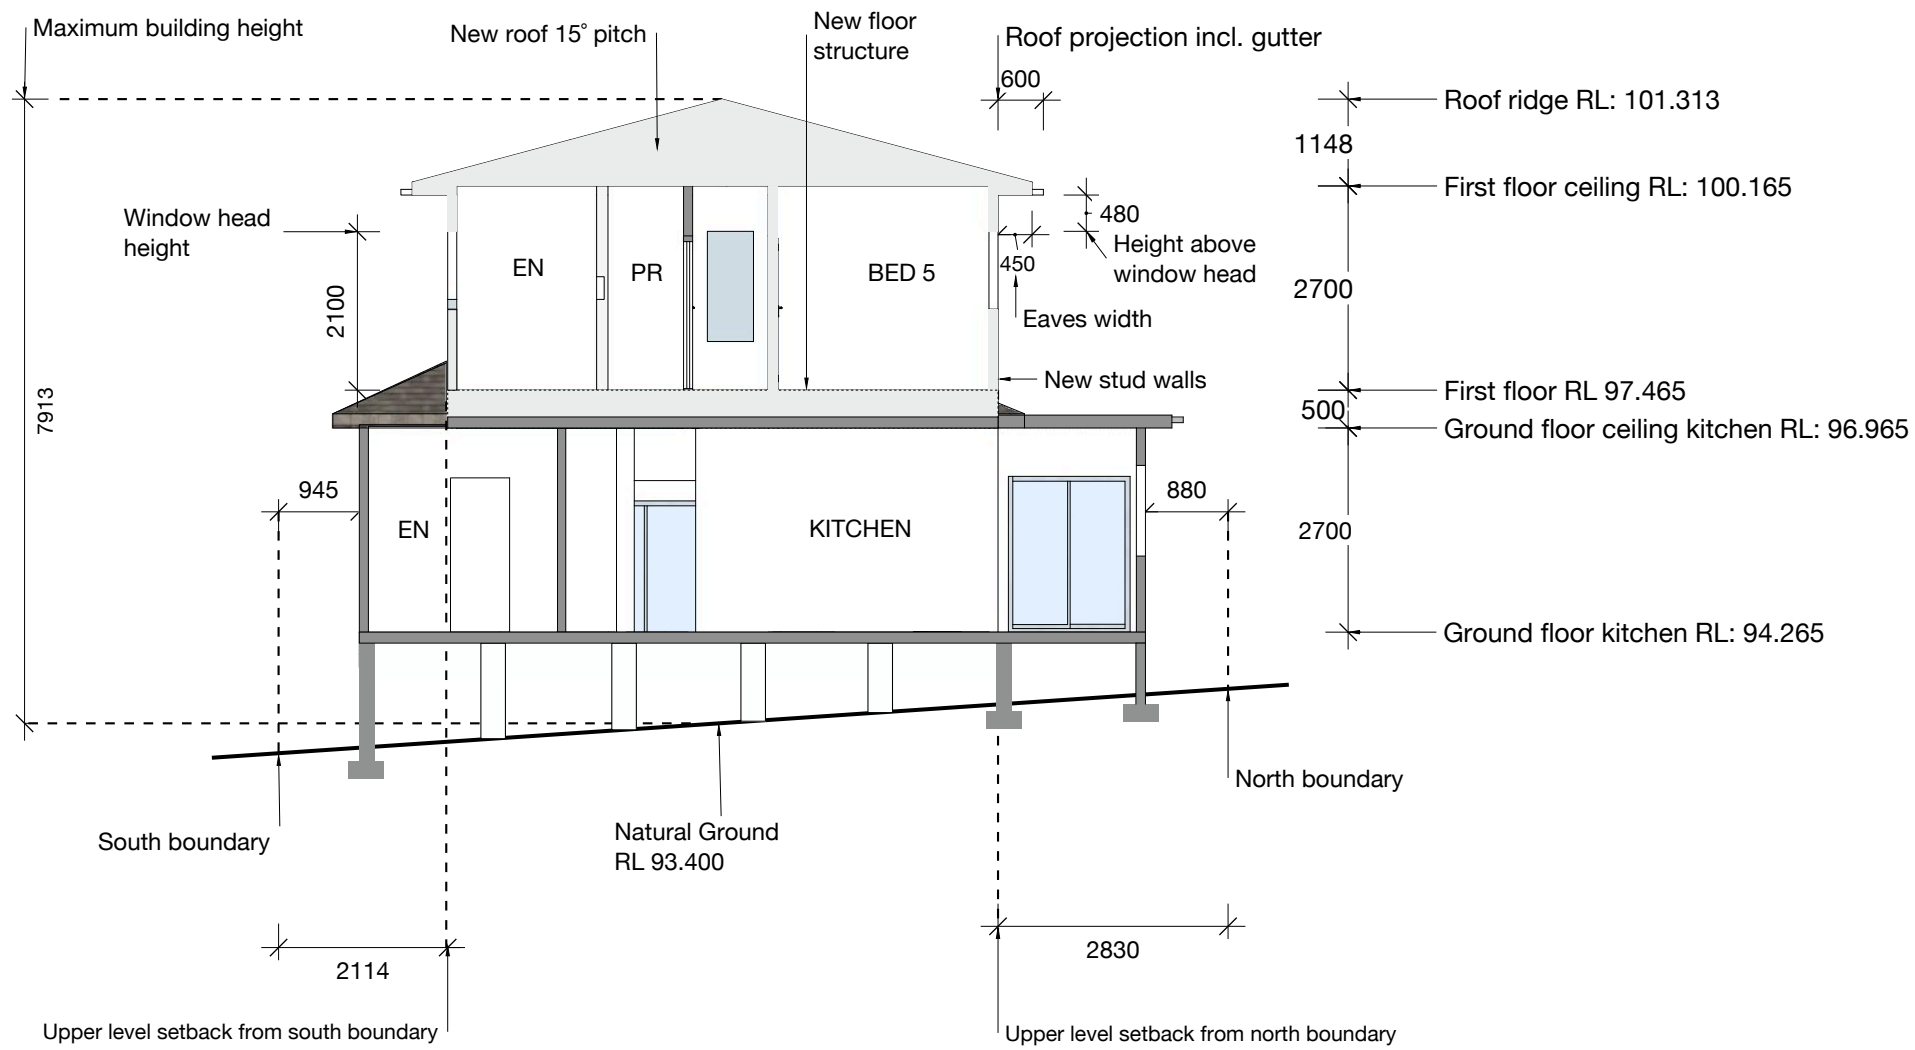 Maximum building height
New roof 15° pitch
New floor
structure
Roof projection incl. gutter
600
Roof ridge RL: 101.313
1148
First floor ceiling RL: 100.165
Window head
height
480
Height above
window head
450
EN
PR
BED 5
2700
2100
Eaves width
New stud walls
First floor RL 97.465
500
Ground floor ceiling kitchen RL: 96.965
7913
945
880
EN
KITCHEN
2700
Ground floor kitchen RL: 94.265
North boundary
South boundary
Natural Ground
RL 93.400
2114
2830
Upper level setback from south boundary
Upper level setback from north boundary